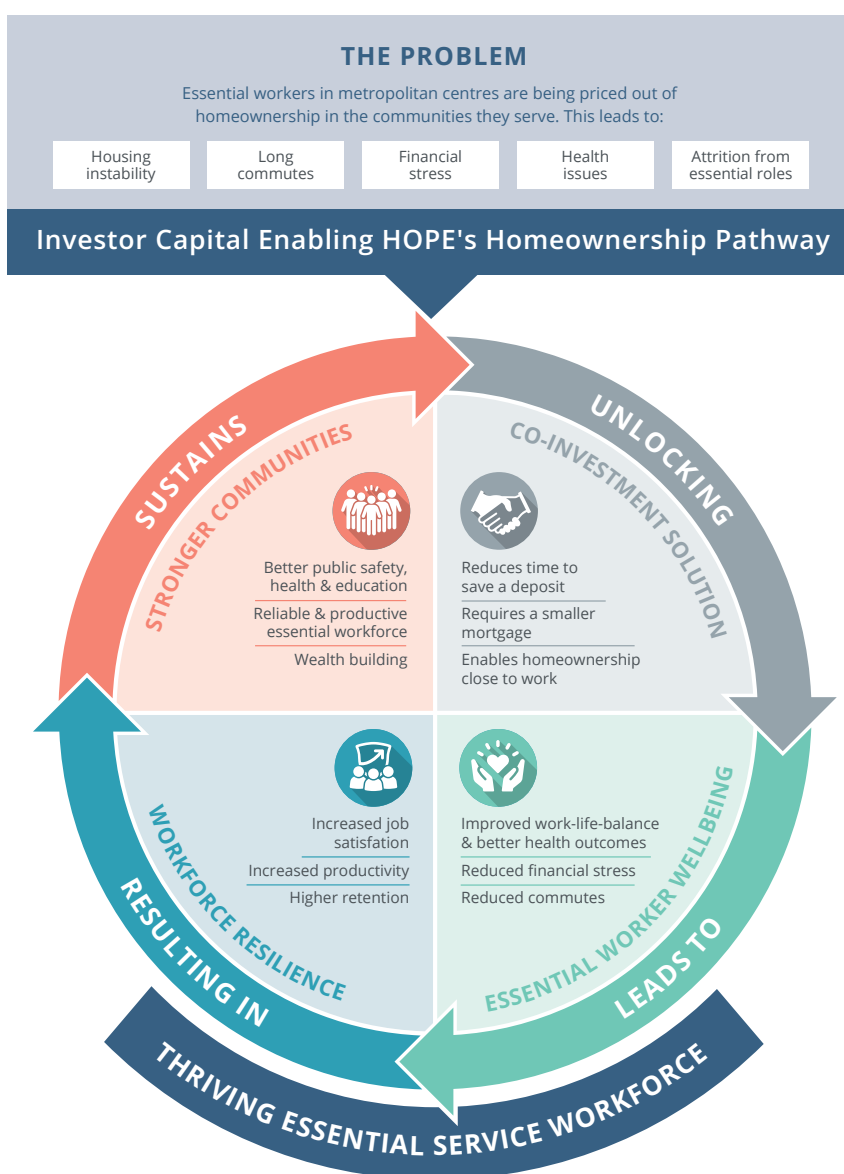 THE PROBLEM
Essential workers in metropolitan centres are being priced out of
homeownership in the communities they serve. This leads to:
Housing
instability
Long
commutes
Financial
stress
Health
issues
Attrition from
essential roles
Investor Capital Enabling HOPE's Homeownership Pathway
UNLOCKING
CO-INVESTMENT SOLUTION
Reduces time to
save a deposit
Requires a smaller
mortgage
Enables homeownership
close to work
LEADS TO
ESSENTIAL WORKER WELLBEING
Improved work-life-balance
& better health outcomes
Reduced financial stress
Reduced commutes
RESULTING IN
WORKFORCE RESILIENCE
Increased job
satisfaction
Increased productivity
Higher retention
SUSTAINS
STRONGER COMMUNITIES
Better public safety,
health & education
Reliable & productive
essential workforce
Wealth building
THRIVING ESSENTIAL SERVICE WORKFORCE